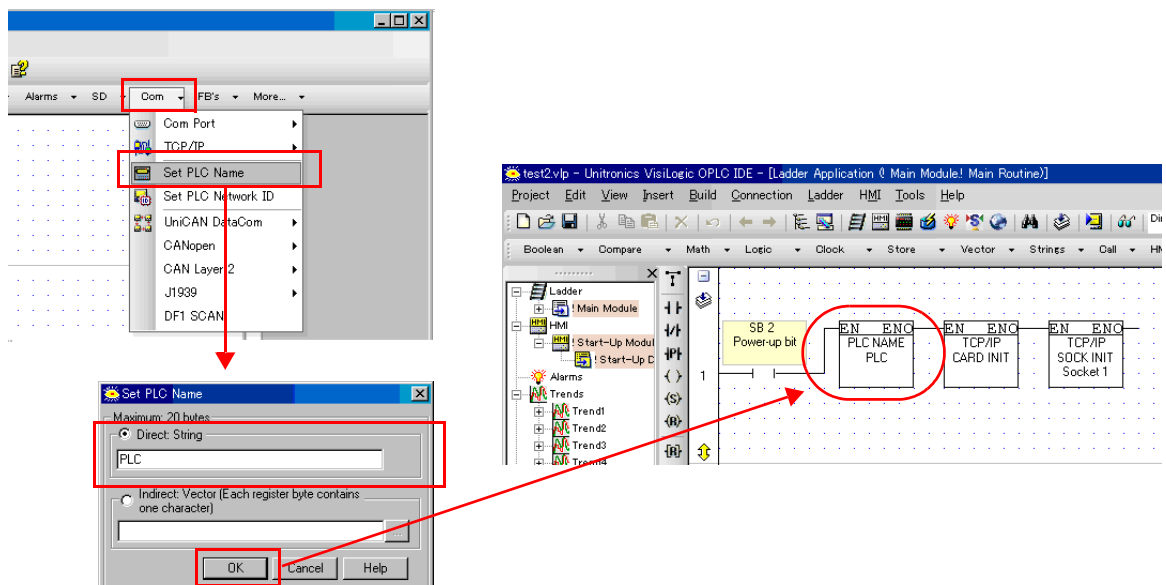 Alarms SD Com FB's More...
Com Port
TCP/IP
Set PLC Name
Set PLC Network ID
UniCAN DataCom
CANopen
CAN Layer 2
J1939
DF1 SCAN
Set PLC Name
Maximum: 20 bytes
Direct: String
PLC
Indirect: Vector (Each register byte contains
one character)
...
OK Cancel Help
test2.vlp - Unitronics VisiLogic OPLC IDE - [Ladder Application (! Main Module! Main Routine)]
Project Edit View Insert Build Connection Ladder HMI Tools Help
Boolean Compare Math Logic Clock Store Vector Strings Call
Ladder
! Main Module
HMI
! Start-Up Modul
! Start-Up D
Alarms
Trends
Trend1
Trend2
Trend3
Trend4
1
SB 2
Power-up bit
EN ENO EN ENO EN ENO
PLC NAME TCP/IP TCP/IP
PLC CARD INIT SOCK INIT
Socket 1